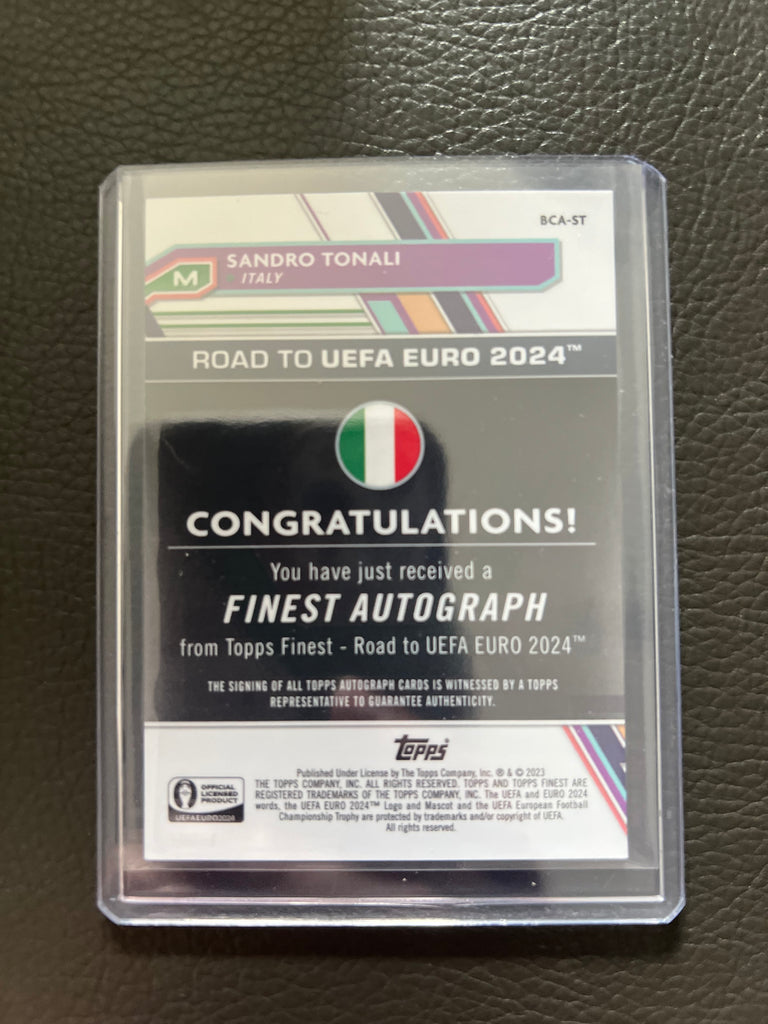 BCA-ST
SANDRO TONALI
M
ITALY
ROAD TO UEFA EURO 2024™
CONGRATULATIONS!
You have just received a
FINEST AUTOGRAPH
from Topps Finest - Road to UEFA EURO 2024™
THE SIGNING OF ALL TOPPS AUTOGRAPH CARDS IS WITNESSED BY A TOPPS
REPRESENTATIVE TO GUARANTEE AUTHENTICITY.
topps®
Published Under License by The Topps Company, Inc. ® & © 2023
THE TOPPS COMPANY, INC. ALL RIGHTS RESERVED. TOPPS AND TOPPS FINEST ARE
REGISTERED TRADEMARKS OF THE TOPPS COMPANY, INC. The UEFA and EURO 2024
words, the UEFA EURO 2024™ Logo and Mascot and the UEFA European Football
Championship Trophy are protected by trademarks and/or copyright of UEFA.
All rights reserved.
OFFICIAL
LICENSED
PRODUCT
UEFA EURO2024